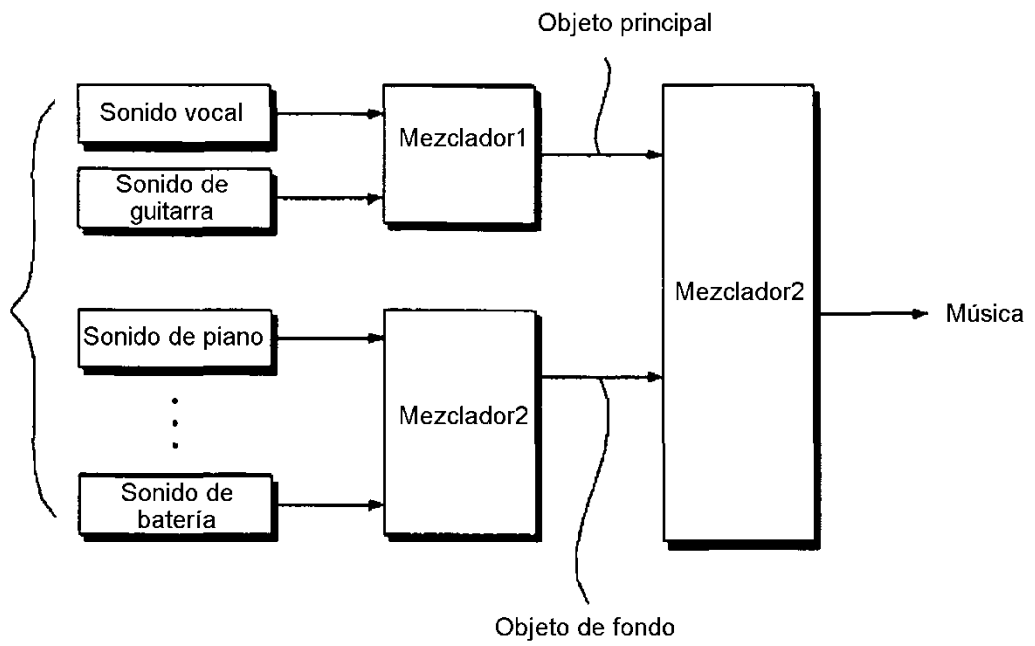 Objeto principal
Sonido vocal
Mezclador1
Sonido de
guitarra
Mezclador2
Música
Sonido de piano
Mezclador2
Sonido de
batería
Objeto de fondo